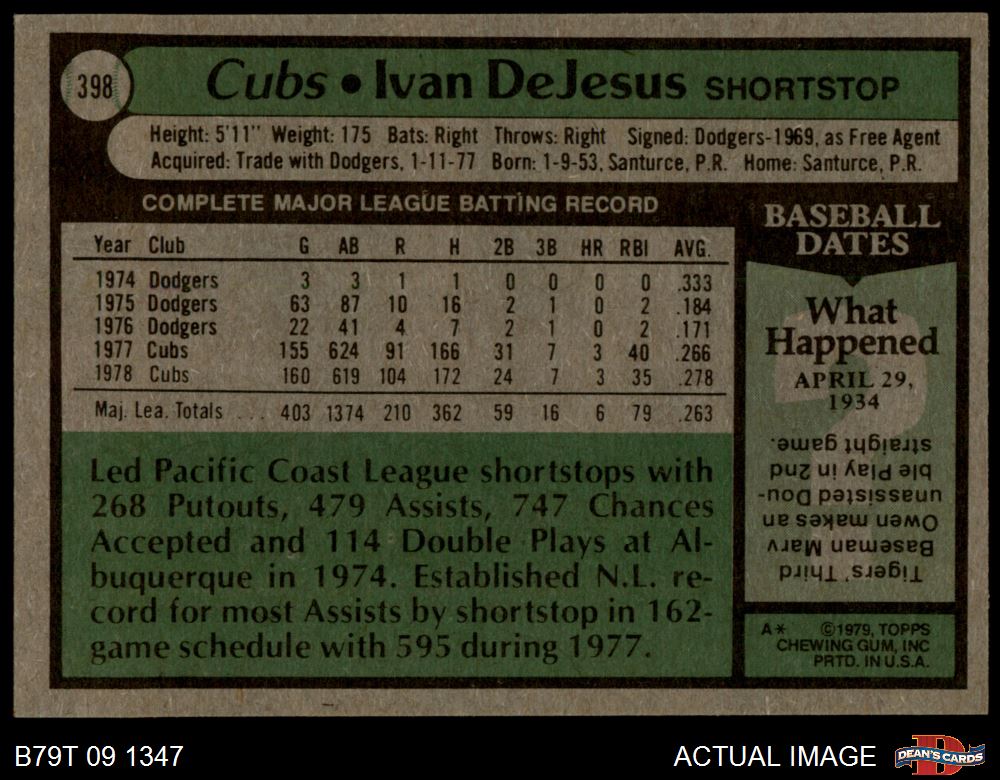 398
Cubs • Ivan DeJesus SHORTSTOP
Height: 5'11" Weight: 175 Bats: Right Throws: Right Signed: Dodgers-1969, as Free Agent
Acquired: Trade with Dodgers, 1-11-77 Born: 1-9-53, Santurce, P.R. Home: Santurce, P.R.
COMPLETE MAJOR LEAGUE BATTING RECORD
Year Club G AB R H 2B 3B HR RBI AVG.
1974 Dodgers 3 3 1 1 0 0 0 0 .333
1975 Dodgers 63 87 10 16 2 1 0 2 .184
1976 Dodgers 22 41 4 7 2 1 0 2 .171
1977 Cubs 155 624 91 166 31 7 3 40 .266
1978 Cubs 160 619 104 172 24 7 3 35 .278
Maj. Lea. Totals ... 403 1374 210 362 59 16 6 79 .263
Led Pacific Coast League shortstops with
268 Putouts, 479 Assists, 747 Chances
Accepted and 114 Double Plays at Al-
buquerque in 1974. Established N.L. re-
cord for most Assists by shortstop in 162-
game schedule with 595 during 1977.
BASEBALL
DATES
What
Happened
APRIL 29,
1934
Tigers' Third
Baseman Marv
Owen makes an
unassisted Dou-
ble Play in 2nd
straight game.
A* ©1979, TOPPS
CHEWING GUM, INC
PRTD. IN U.S.A.
B79T 09 1347
ACTUAL IMAGE
DEAN'S CARDS